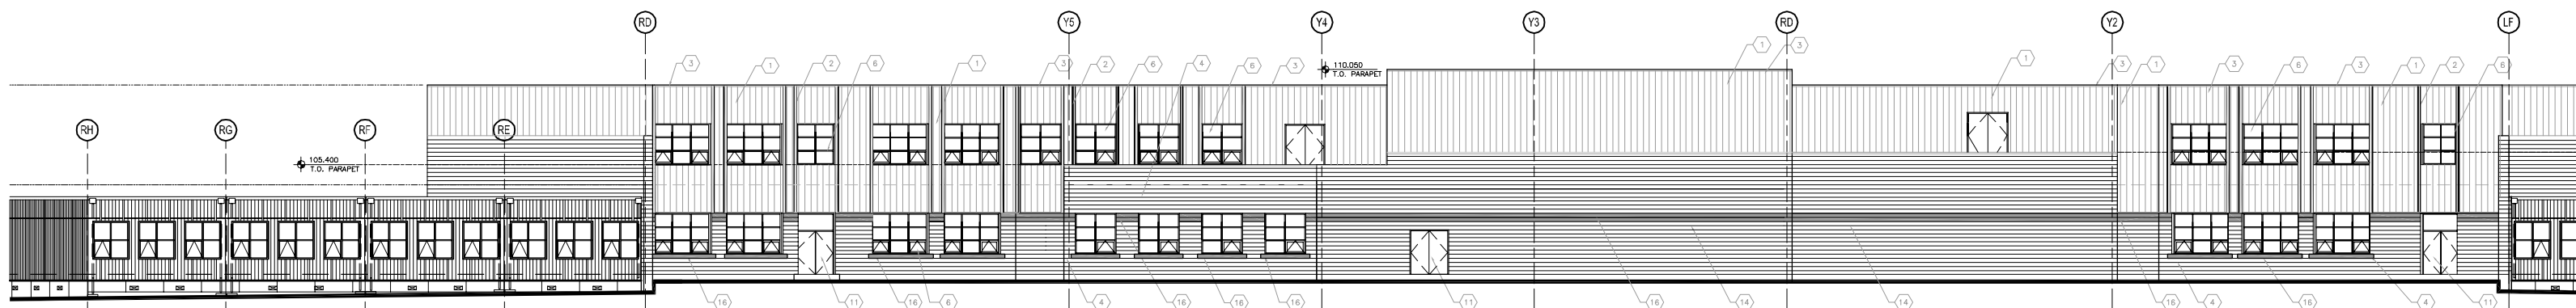 RD Y5 Y4 Y3 RD Y2 LF
3 1 2 6 1 3 2 6 4 6 3 1 3 1 3 1 3 6 3 1 2 6
110.050
T.O. PARAPET
RH RG RF RE
105.400
T.O. PARAPET
16 11 16 6 4 16 16 16 11 16 14 14 16 4 16 4 11